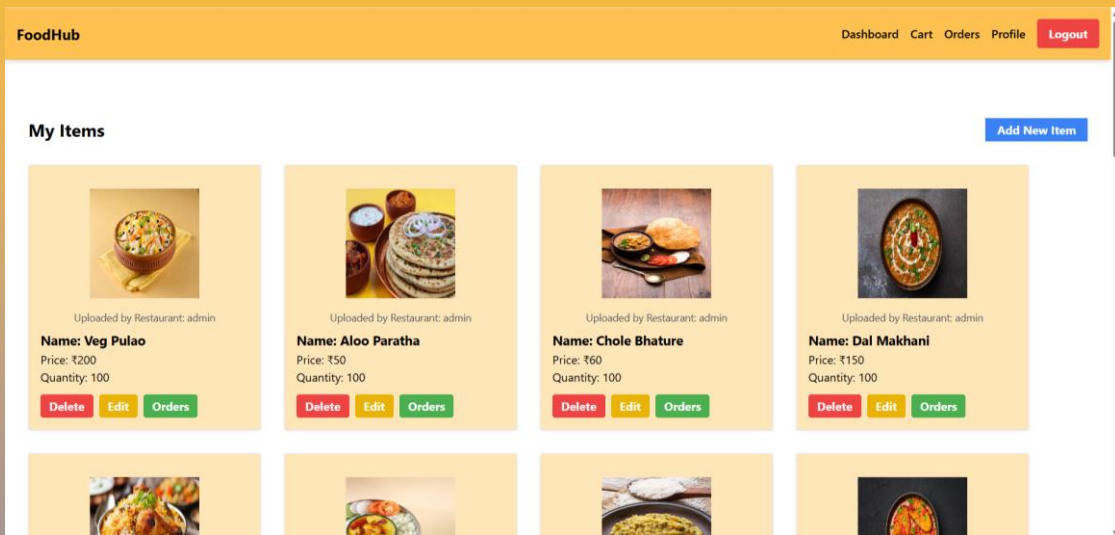 FoodHub
Dashboard Cart Orders Profile Logout
My Items
Add New Item
Uploaded by Restaurant: admin
Name: Veg Pulao
Price: ₹200
Quantity: 100
Delete Edit Orders
Uploaded by Restaurant: admin
Name: Aloo Paratha
Price: ₹50
Quantity: 100
Delete Edit Orders
Uploaded by Restaurant: admin
Name: Chole Bhature
Price: ₹60
Quantity: 100
Delete Edit Orders
Uploaded by Restaurant: admin
Name: Dal Makhani
Price: ₹150
Quantity: 100
Delete Edit Orders